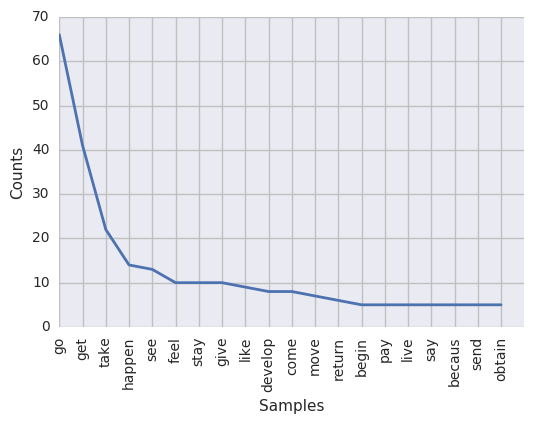 70
60
50
40
30
20
10
0
Counts
go
get
take
happen
see
feel
stay
give
like
develop
come
move
return
begin
pay
live
say
becaus
send
obtain
Samples